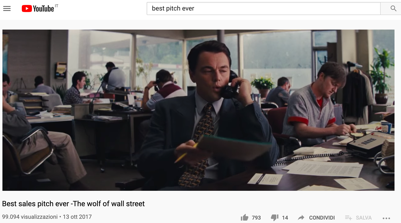 YouTube IT
best pitch ever
Best sales pitch ever -The wolf of wall street
99.094 visualizzazioni • 13 ott 2017
793
14
CONDIVIDI
SALVA